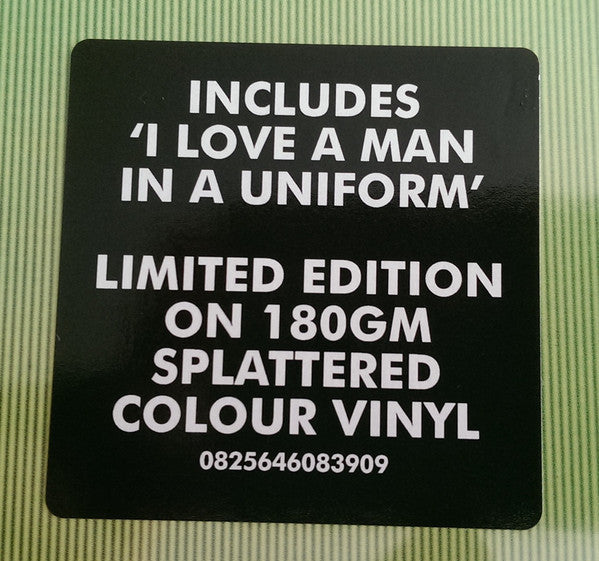 INCLUDES
‘I LOVE A MAN
IN A UNIFORM’
LIMITED EDITION
ON 180GM
SPLATTERED
COLOUR VINYL
0825646083909